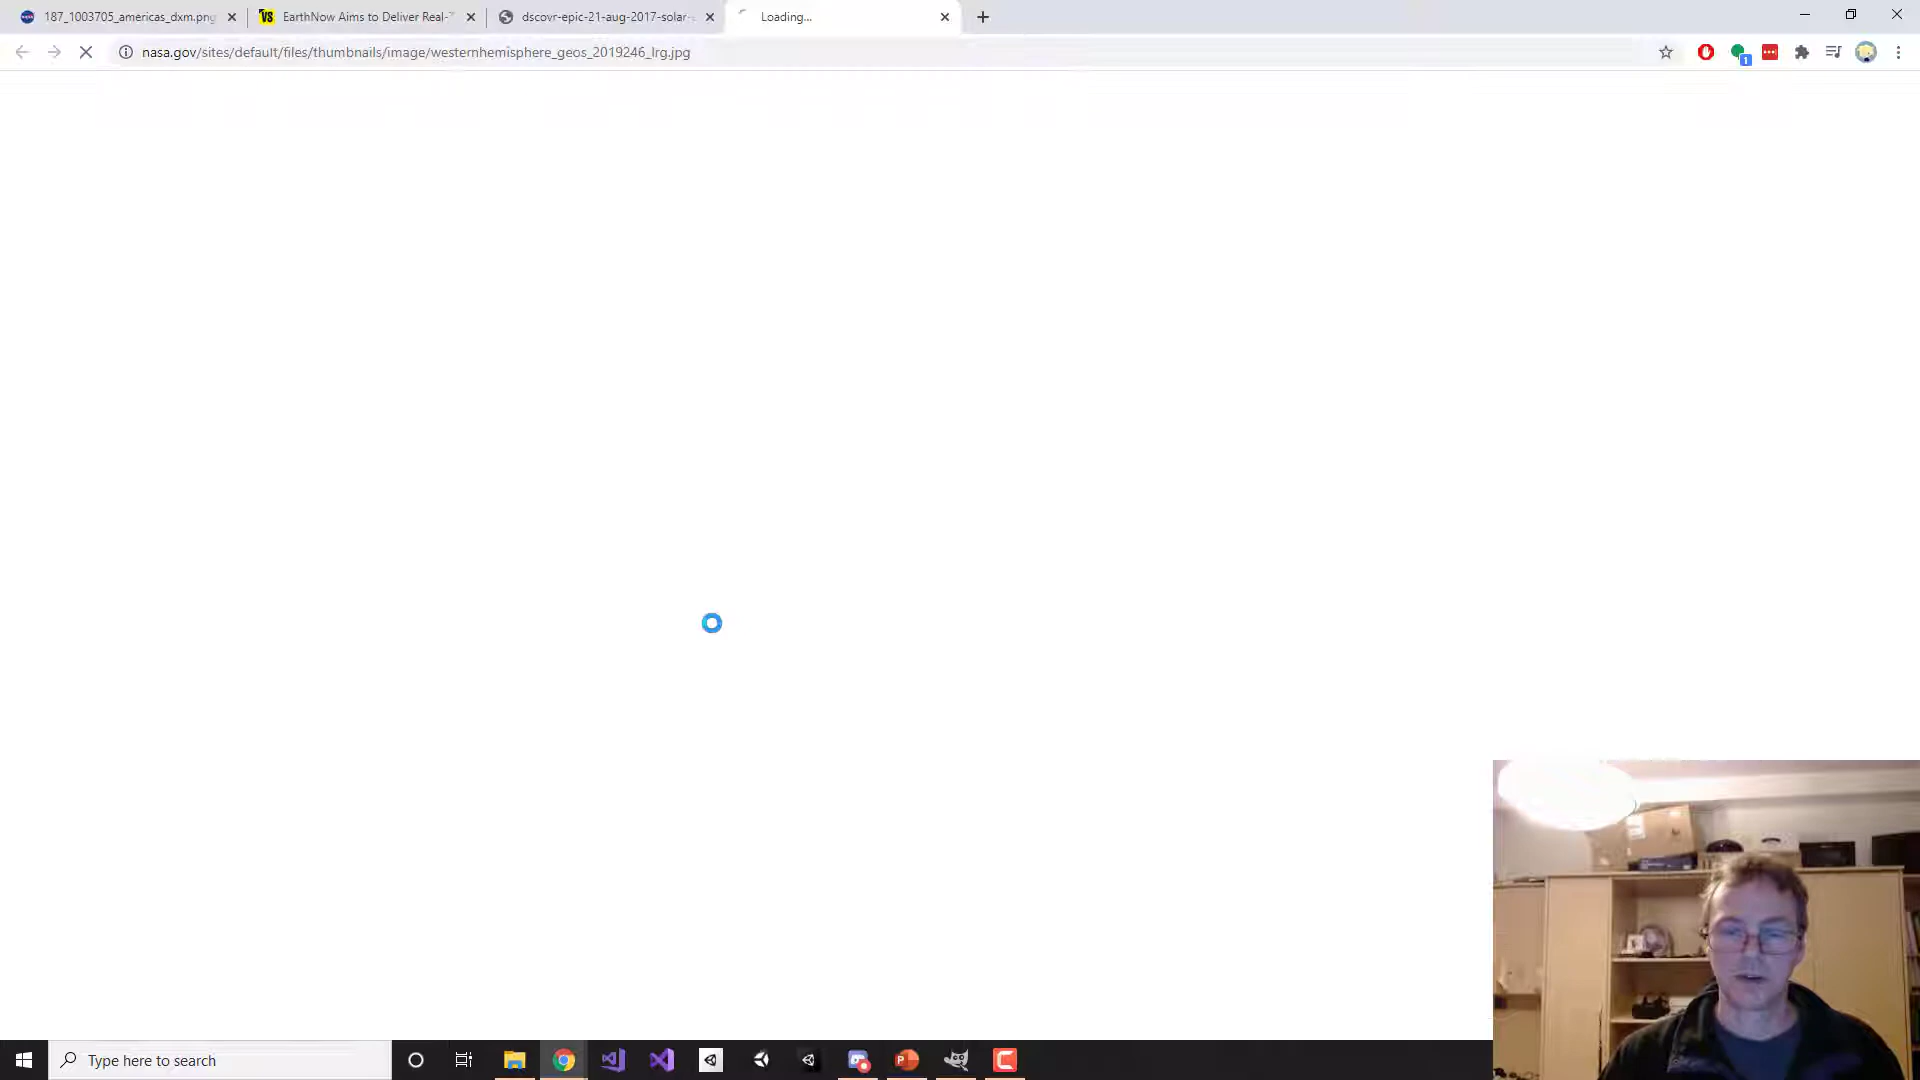 187_1003705_americas_dxm.png
EarthNow Aims to Deliver Real-
dscovr-epic-21-aug-2017-solar-
Loading...
nasa.gov/sites/default/files/thumbnails/image/westernhemisphere_geos_2019246_lrg.jpg
1
Type here to search